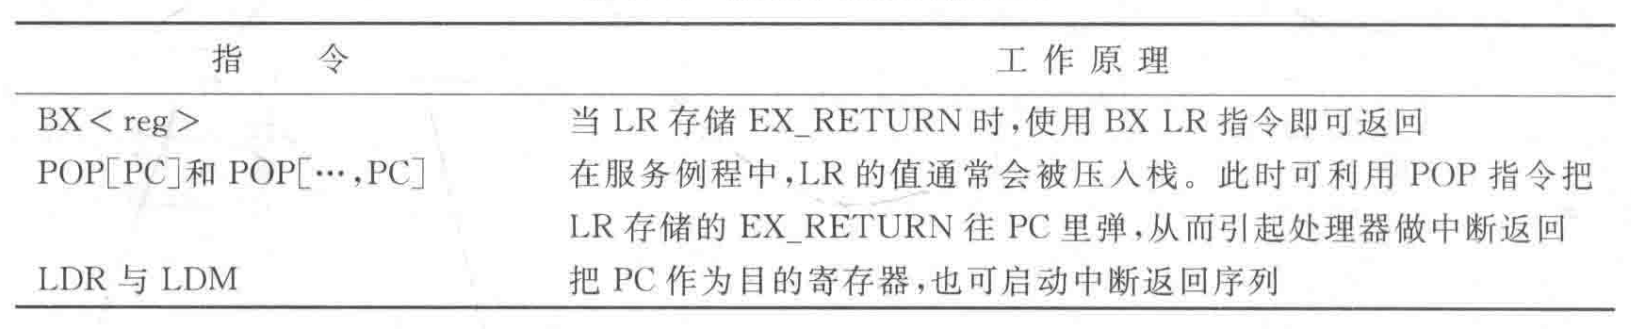 指 令 工作原理
BX<reg> 当 LR 存储 EX_RETURN 时,使用 BX LR 指令即可返回
POP[PC]和 POP[…,PC] 在服务例程中,LR 的值通常会被压入栈。此时可利用 POP 指令把
LR 存储的 EX_RETURN 往 PC 里弹,从而引起处理器做中断返回
LDR 与 LDM 把 PC 作为目的寄存器,也可启动中断返回序列